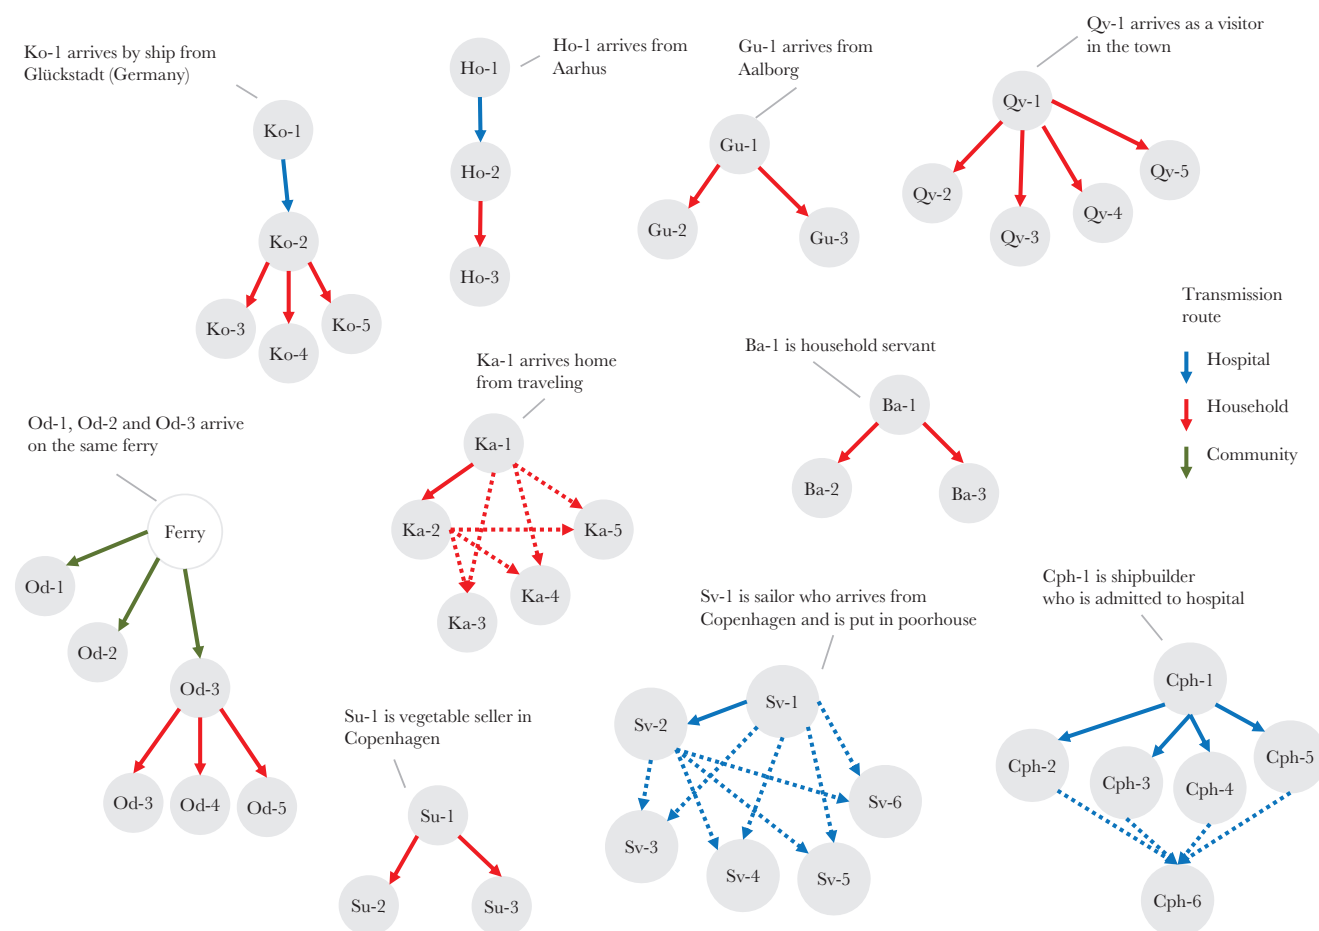 Ko-1 arrives by ship from
Glückstadt (Germany)
Ko-1
Ko-2
Ko-3
Ko-4
Ko-5
Ho-1 arrives from
Aarhus
Ho-1
Ho-2
Ho-3
Gu-1 arrives from
Aalborg
Gu-1
Gu-2
Gu-3
Qv-1 arrives as a visitor
in the town
Qv-1
Qv-2
Qv-3
Qv-4
Qv-5
Transmission
route
Hospital
Household
Community
Od-1, Od-2 and Od-3 arrive
on the same ferry
Ferry
Od-1
Od-2
Od-3
Od-3
Od-4
Od-5
Ka-1 arrives home
from traveling
Ka-1
Ka-2
Ka-5
Ka-4
Ka-3
Ba-1 is household servant
Ba-1
Ba-2
Ba-3
Su-1 is vegetable seller in
Copenhagen
Su-1
Su-2
Su-3
Sv-1 is sailor who arrives from
Copenhagen and is put in poorhouse
Sv-1
Sv-2
Sv-3
Sv-4
Sv-5
Sv-6
Cph-1 is shipbuilder
who is admitted to hospital
Cph-1
Cph-2
Cph-3
Cph-4
Cph-5
Cph-6